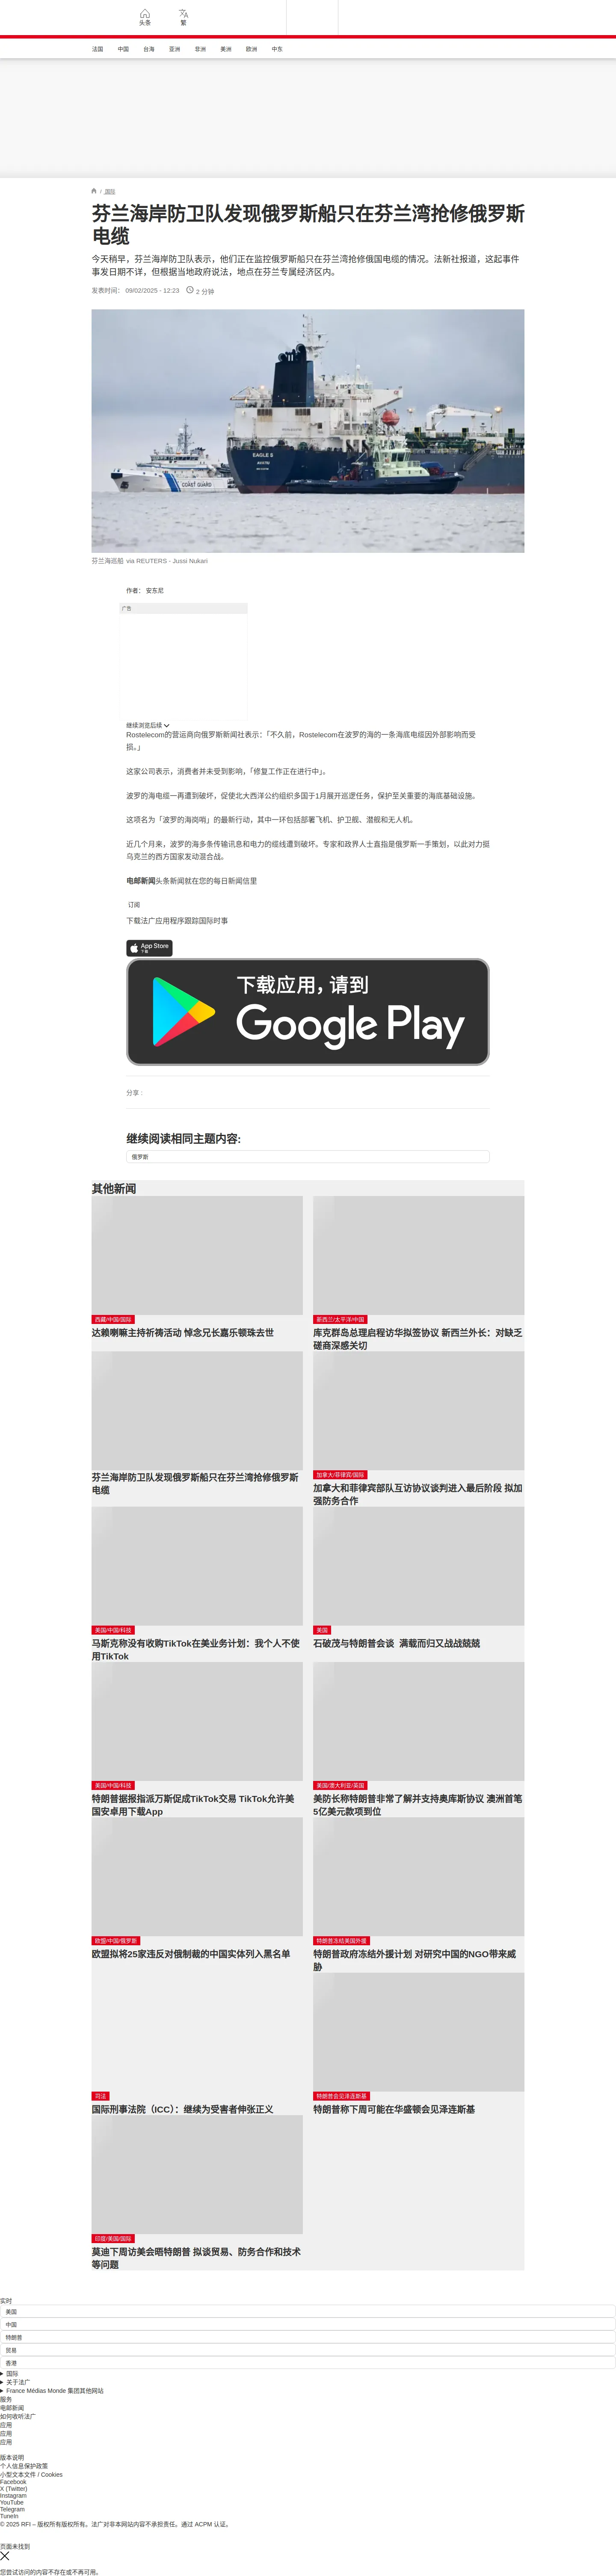 头条
繁
法国
中国
台海
亚洲
非洲
美洲
欧洲
中东
/ 国际
芬兰海岸防卫队发现俄罗斯船只在芬兰湾抢修俄罗斯
电缆
今天稍早，芬兰海岸防卫队表示，他们正在监控俄罗斯船只在芬兰湾抢修俄国电缆的情况。法新社报道，这起事件
事发日期不详，但根据当地政府说法，地点在芬兰专属经济区内。
发表时间： 09/02/2025 - 12:23
2 分钟
EAGLE S
COAST GUARD
芬兰海巡船 via REUTERS - Jussi Nukari
作者： 安东尼
广告
继续浏览后续
Rostelecom的营运商向俄罗斯新闻社表示：「不久前，Rostelecom在波罗的海的一条海底电缆因外部影响而受
损。」
这家公司表示，消费者并未受到影响，「修复工作正在进行中」。
波罗的海电缆一再遭到破坏，促使北大西洋公约组织多国于1月展开巡逻任务，保护至关重要的海底基础设施。
这项名为「波罗的海岗哨」的最新行动，其中一环包括部署飞机、护卫舰、潜舰和无人机。
近几个月来，波罗的海多条传输讯息和电力的缆线遭到破坏。专家和政界人士直指是俄罗斯一手策划，以此对力挺
乌克兰的西方国家发动混合战。
电邮新闻头条新闻就在您的每日新闻信里
订阅
下载法广应用程序跟踪国际时事
App Store
下载
下载应用，请到
Google Play
分享 :
继续阅读相同主题内容:
俄罗斯
其他新闻
西藏/中国/国际
达赖喇嘛主持祈祷活动 悼念兄长嘉乐顿珠去世
新西兰/太平洋/中国
库克群岛总理启程访华拟签协议 新西兰外长：对缺乏
磋商深感关切
芬兰海岸防卫队发现俄罗斯船只在芬兰湾抢修俄罗斯
电缆
加拿大/菲律宾/国际
加拿大和菲律宾部队互访协议谈判进入最后阶段 拟加
强防务合作
美国/中国/科技
马斯克称没有收购TikTok在美业务计划：我个人不使
用TikTok
美国
石破茂与特朗普会谈 满载而归又战战兢兢
美国/中国/科技
特朗普据报指派万斯促成TikTok交易 TikTok允许美
国安卓用下载App
美国/澳大利亚/英国
美防长称特朗普非常了解并支持奥库斯协议 澳洲首笔
5亿美元款项到位
欧盟/中国/俄罗斯
欧盟拟将25家违反对俄制裁的中国实体列入黑名单
特朗普冻结美国外援
特朗普政府冻结外援计划 对研究中国的NGO带来威
胁
司法
国际刑事法院（ICC）：继续为受害者伸张正义
特朗普会见泽连斯基
特朗普称下周可能在华盛顿会见泽连斯基
印度/美国/国际
莫迪下周访美会晤特朗普 拟谈贸易、防务合作和技术
等问题
实时
美国
中国
特朗普
贸易
香港
国际
关于法广
France Médias Monde 集团其他网站
服务
电邮新闻
如何收听法广
应用
应用
应用
版本说明
个人信息保护政策
小型文本文件 / Cookies
Facebook
X (Twitter)
Instagram
YouTube
Telegram
TuneIn
© 2025 RFI – 版权所有版权所有。法广对非本网站内容不承担责任。通过 ACPM 认证。
页面未找到
您尝试访问的内容不存在或不再可用。